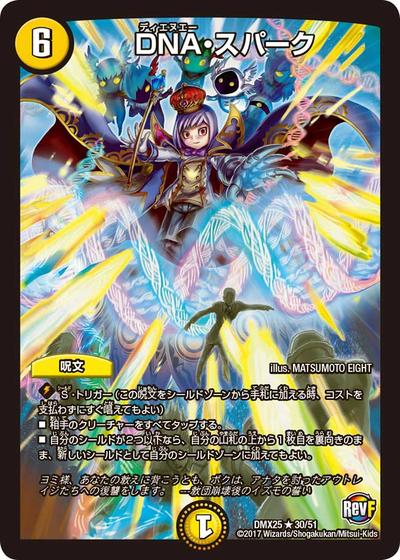 6
ディエヌエー
DNA・スパーク
呪文
illus. MATSUMOTO EIGHT
S・トリガー(この呪文をシールドゾーンから手札に加える時、コストを
支払わずにすぐ唱えてもよい)
■ 相手のクリーチャーをすべてタップする。
■ 自分のシールドが2つ以下なら、自分の山札の上から1枚目を裏向きのま
ま、新しいシールドとして自分のシールドゾーンに加えてもよい。
ヨミ様、あなたの教えに背こうとも、ボクは、アナタを討ったアウトレ
イジたちへの復讐をします。 ---教団崩壊後のイズモの誓い
1
RevF
DMX25 ★ 30/51
©2017 Wizards/Shogakukan/Mitsui-Kids